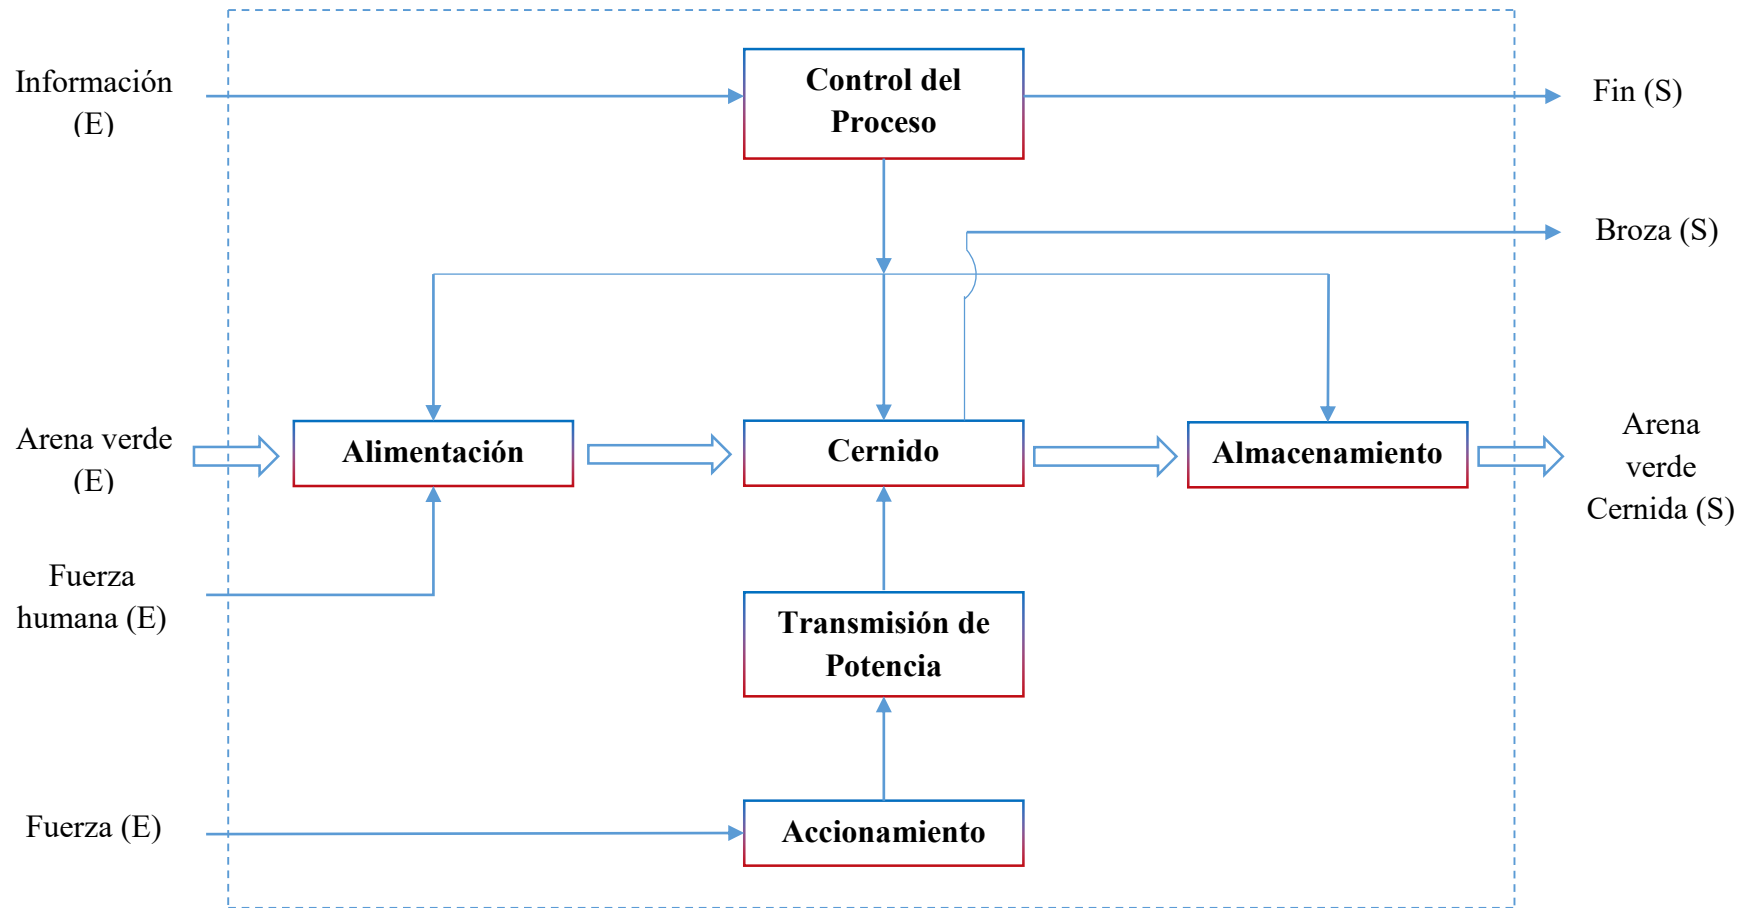 Información
(E)
Control del
Proceso
Fin (S)
Broza (S)
Arena verde
(E)
Alimentación
Cernido
Almacenamiento
Arena
verde
Cernida (S)
Fuerza
humana (E)
Transmisión de
Potencia
Fuerza (E)
Accionamiento